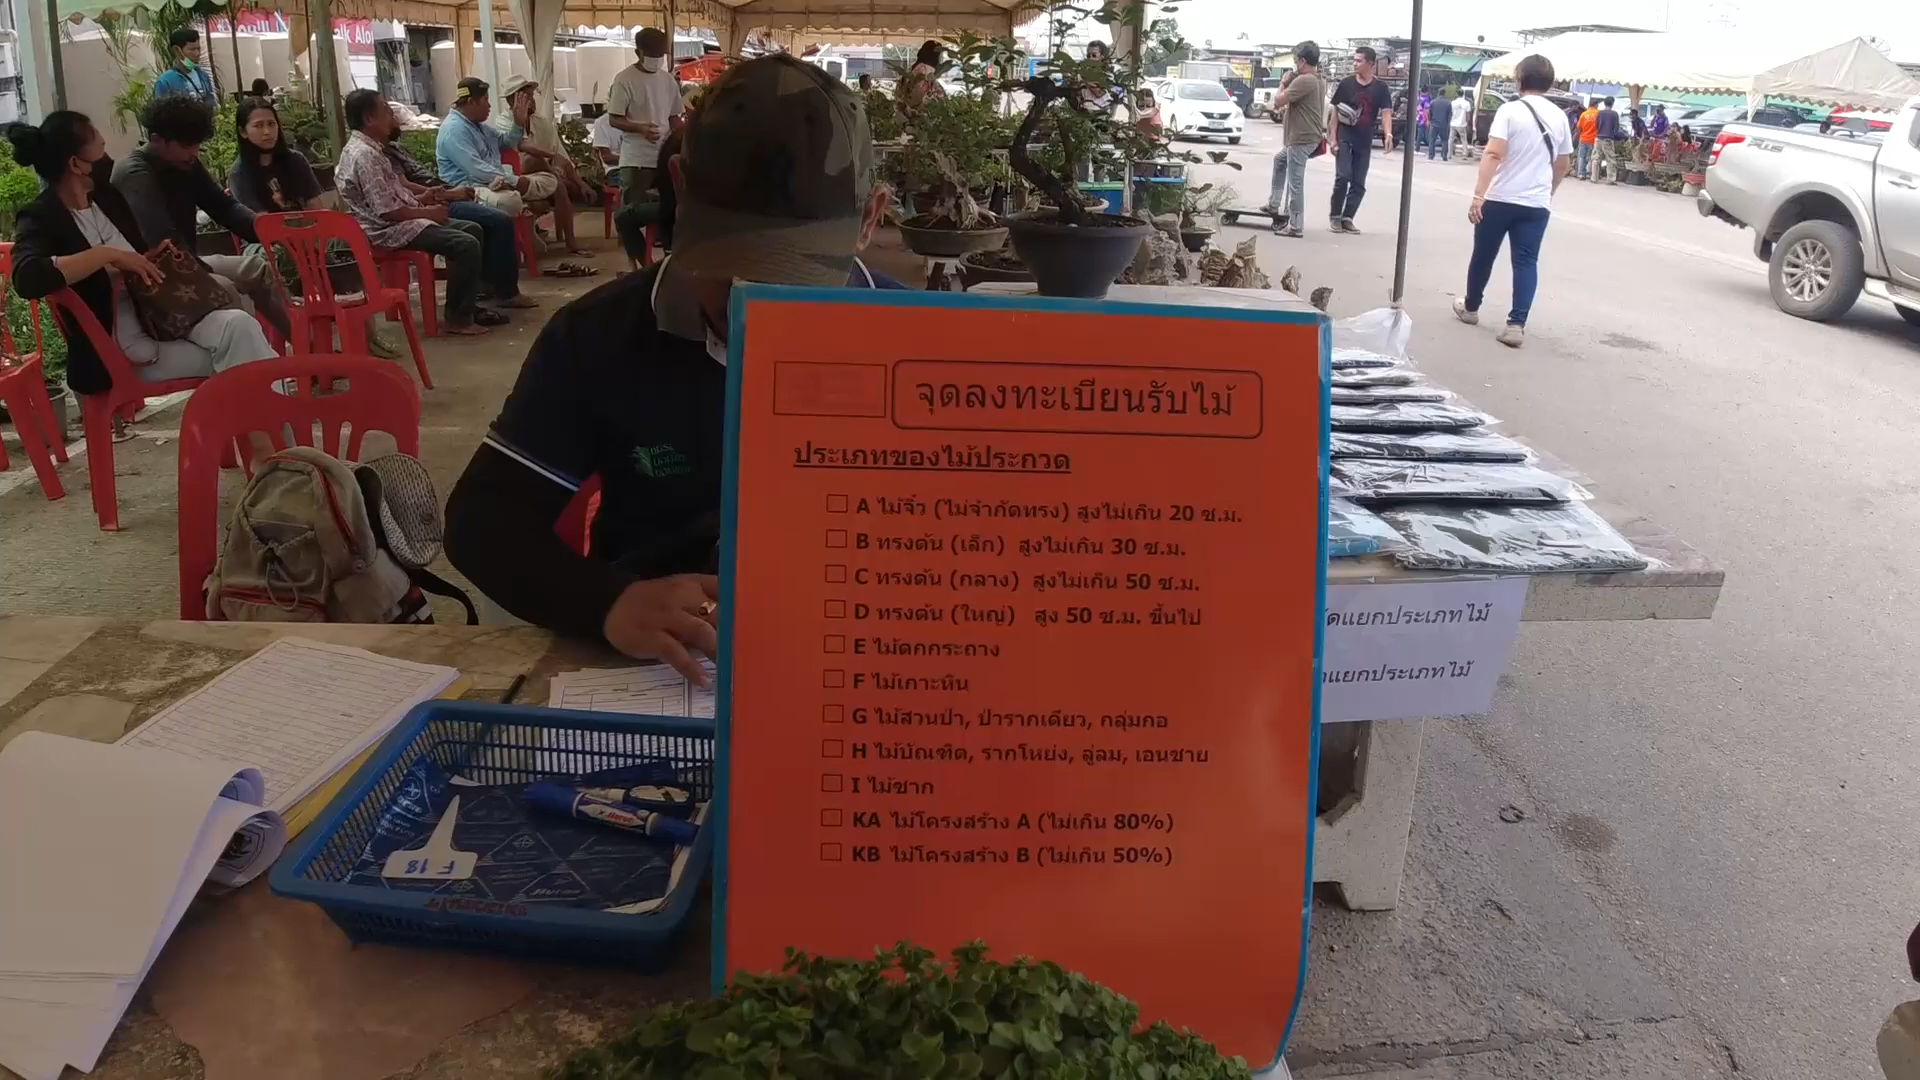 จุดลงทะเบียนรับไม้
ประเภทของไม้ประกวด
A ไม้จิ๋ว (ไม่จำกัดทรง) สูงไม่เกิน 20 ซ.ม.
B ทรงต้น (เล็ก) สูงไม่เกิน 30 ซ.ม.
C ทรงต้น (กลาง) สูงไม่เกิน 50 ซ.ม.
D ทรงต้น (ใหญ่) สูง 50 ซ.ม. ขึ้นไป
E ไม้ตกกระถาง
F ไม้เกาะหิน
G ไม้สวนป่า, ป่ารากเดียว, กลุ่มกอ
H ไม้บัณฑิต, รากโหย่ง, ลู่ลม, เอนชาย
I ไม้ซาก
KA ไม้โครงสร้าง A (ไม่เกิน 80%)
KB ไม้โครงสร้าง B (ไม่เกิน 50%)
ดแยกประเภทไม้
แยกประเภทไม้
F 18